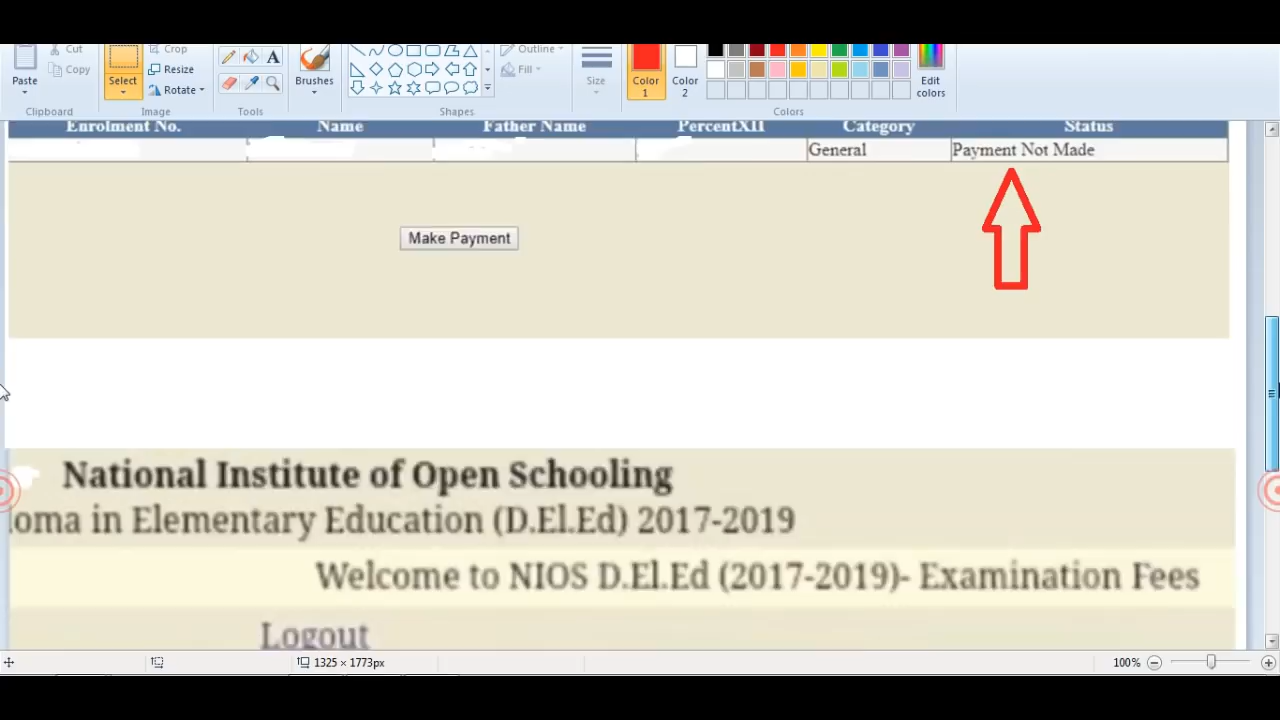 Cut
Crop
Outline
Copy
Resize
Fill
Paste
Select
Rotate
A
Brushes
Size
Color
1
Color
2
Edit
colors
Clipboard
Image
Tools
Shapes
Colors
Enrolment No. Name Father Name PercentXII Category Status
General Payment Not Made
Make Payment
National Institute of Open Schooling
loma in Elementary Education (D.El.Ed) 2017-2019
Welcome to NIOS D.El.Ed (2017-2019)- Examination Fees
Logout
1325 × 1773px
100%